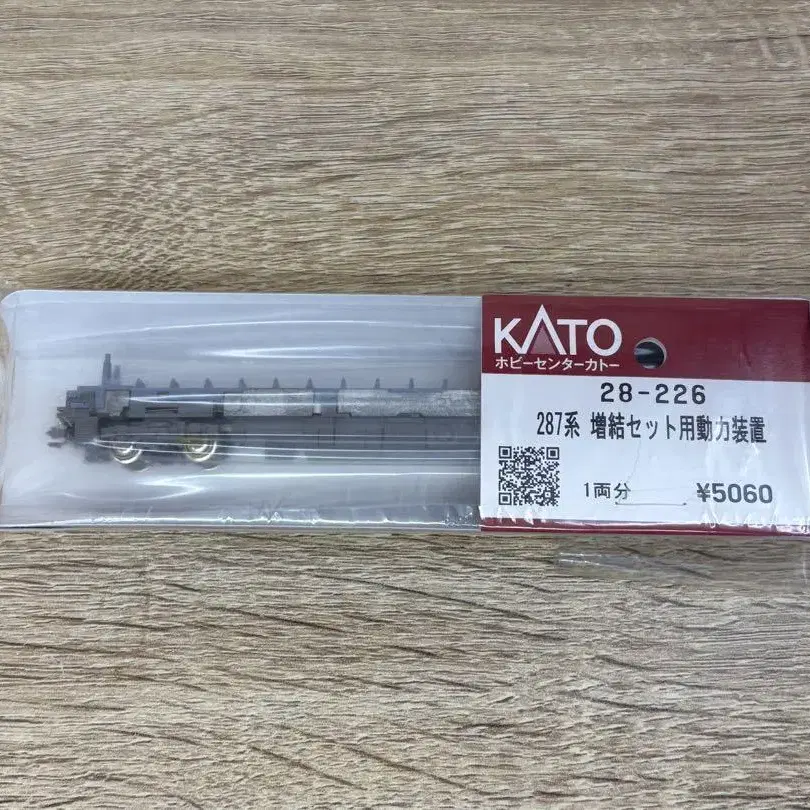 KATO
ホビーセンターカトー
28-226
287系 増結セット用動力装置
1両分 ¥5060